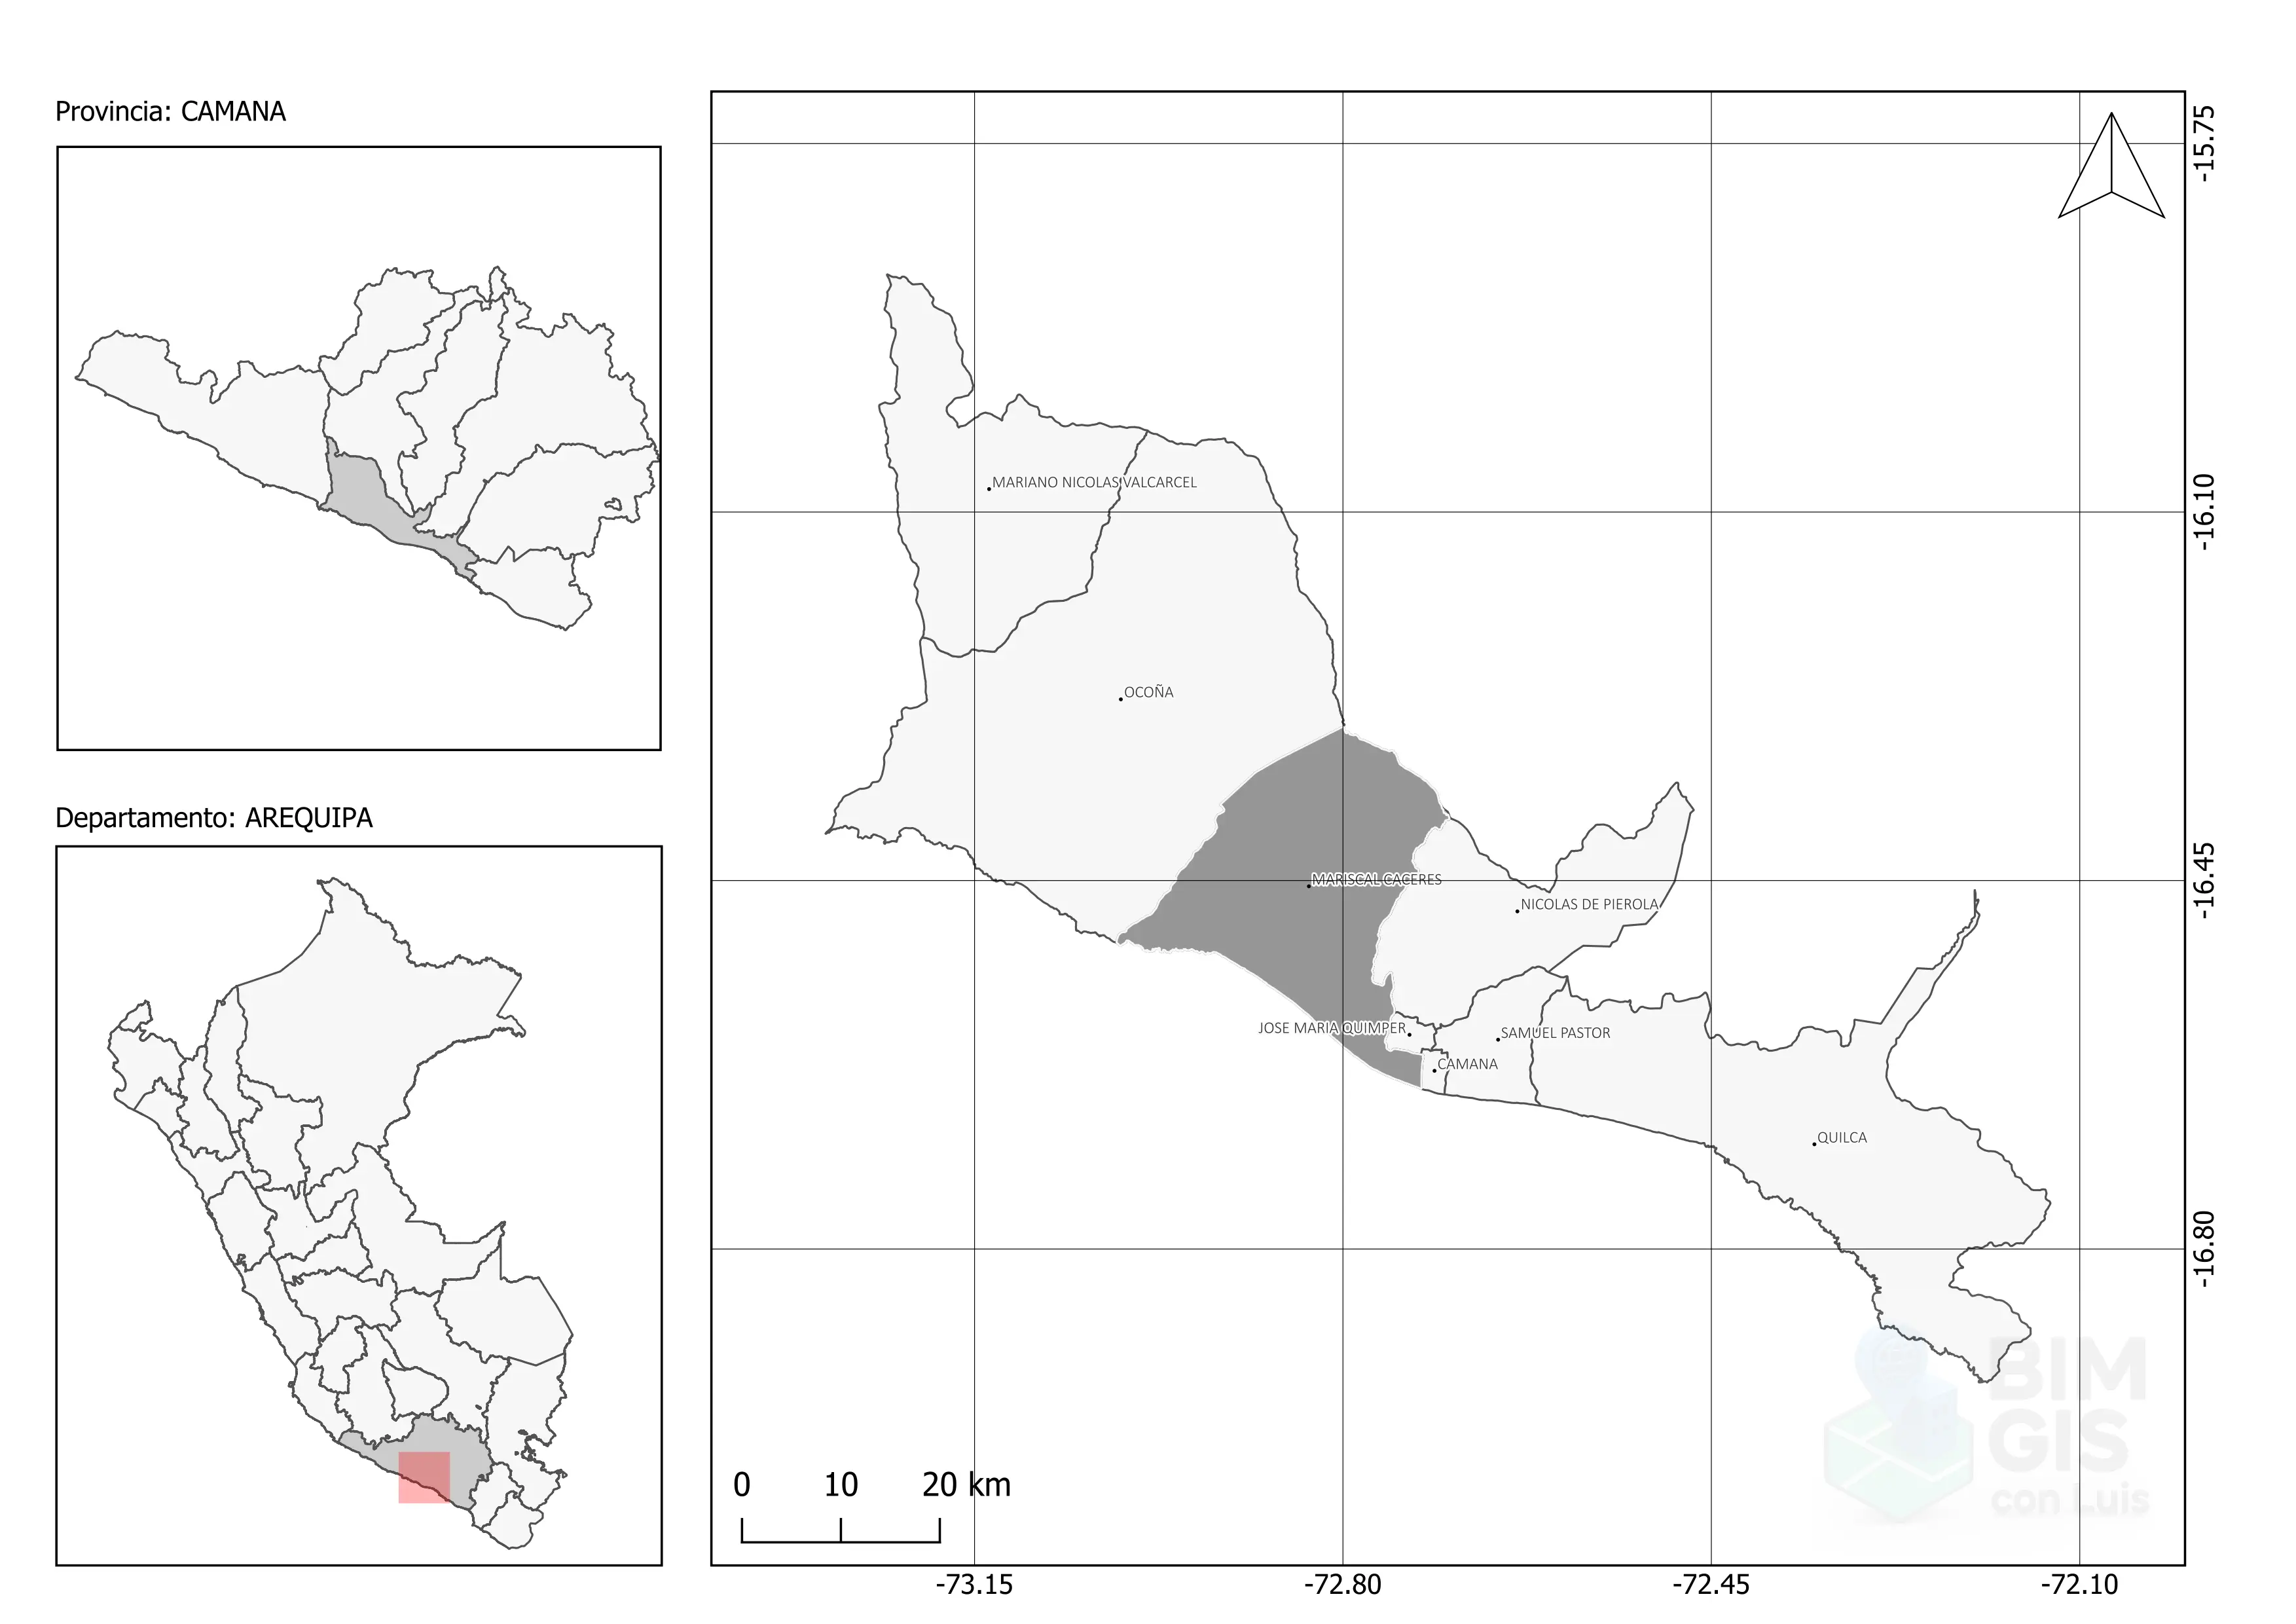 Provincia: CAMANA
Departamento: AREQUIPA
-15.75
-16.10
-16.45
-16.80
MARIANO NICOLAS VALCARCEL
OCOÑA
MARISCAL CACERES
NICOLAS DE PIEROLA
JOSE MARIA QUIMPER
SAMUEL PASTOR
CAMANA
QUILCA
BIM
GIS
con Luis
0 10 20 km
-73.15 -72.80 -72.45 -72.10